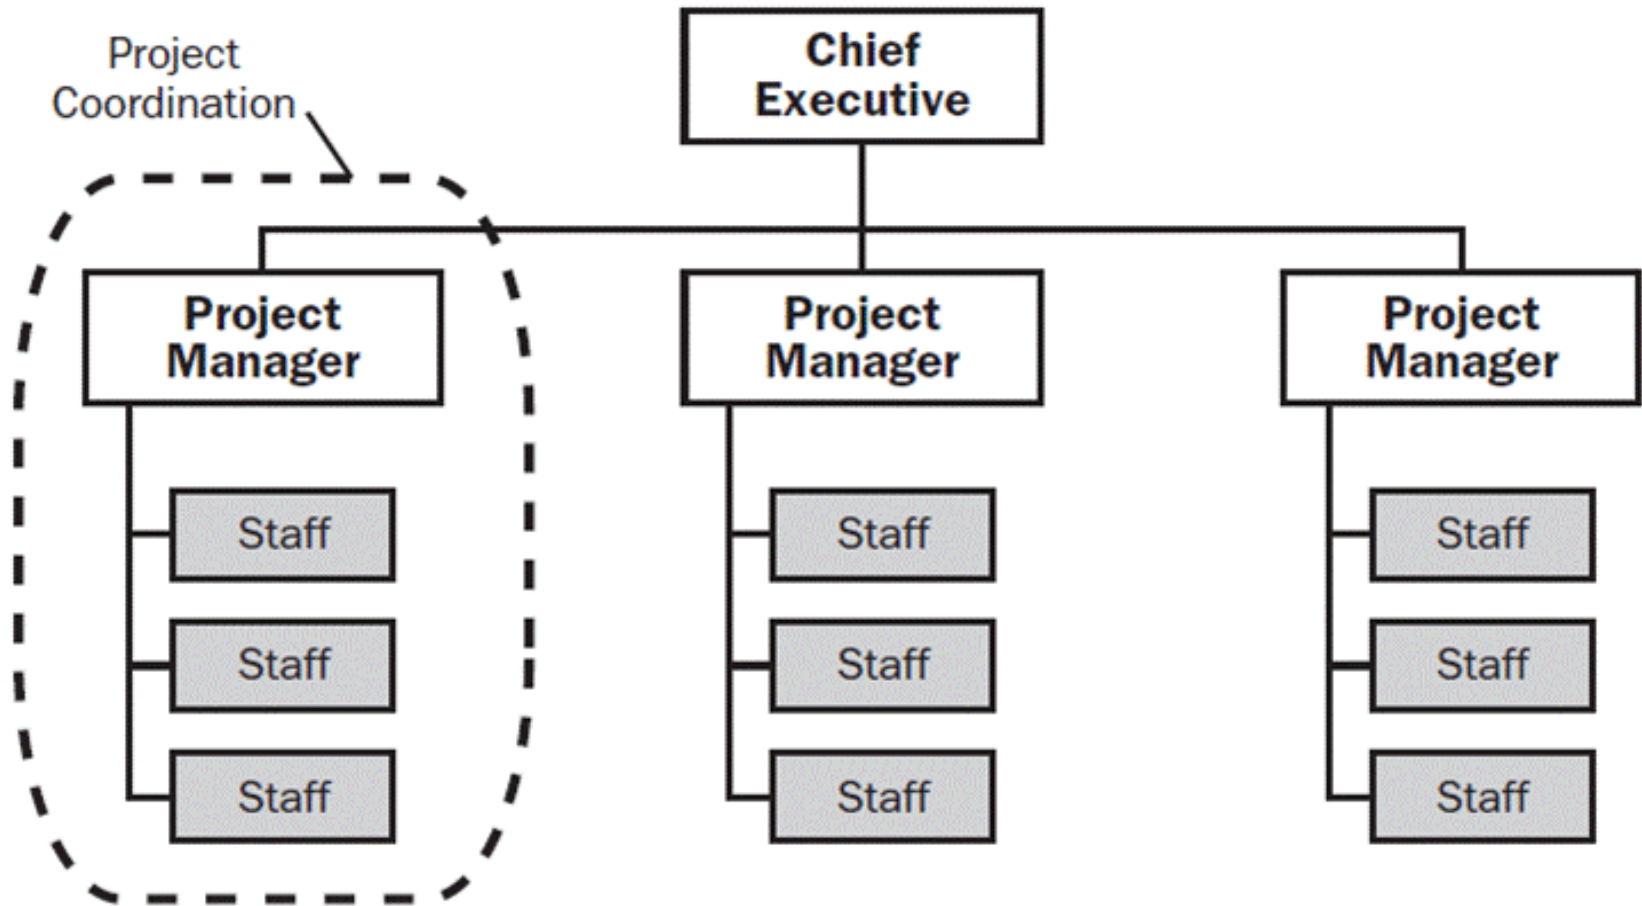 Project
Coordination
Chief
Executive
Project
Manager
Project
Manager
Project
Manager
Staff
Staff
Staff
Staff
Staff
Staff
Staff
Staff
Staff